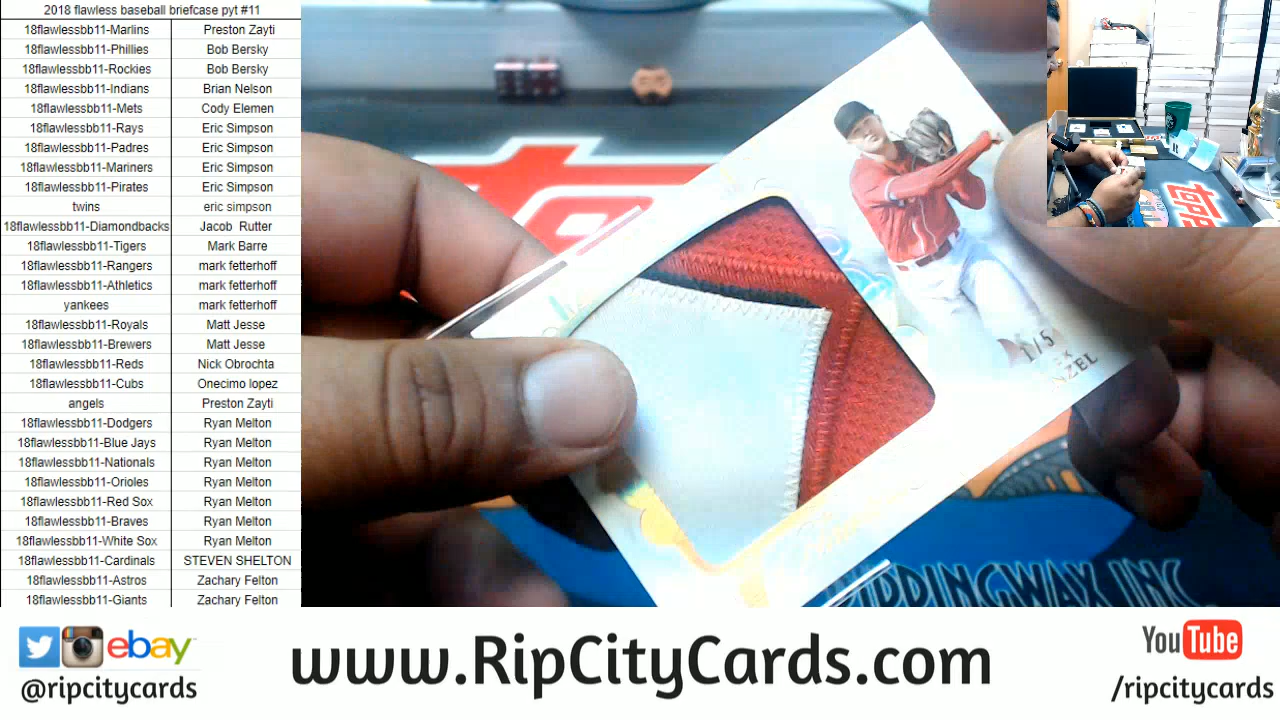 2018 flawless baseball briefcase pyt #11
18flawlessbb11-Marlins Preston Zayti
18flawlessbb11-Phillies Bob Bersky
18flawlessbb11-Rockies Bob Bersky
18flawlessbb11-Indians Brian Nelson
18flawlessbb11-Mets Cody Elemen
18flawlessbb11-Rays Eric Simpson
18flawlessbb11-Padres Eric Simpson
18flawlessbb11-Mariners Eric Simpson
18flawlessbb11-Pirates Eric Simpson
twins eric simpson
18flawlessbb11-Diamondbacks Jacob Rutter
18flawlessbb11-Tigers Mark Barre
18flawlessbb11-Rangers mark fetterhoff
18flawlessbb11-Athletics mark fetterhoff
yankees mark fetterhoff
18flawlessbb11-Royals Matt Jesse
18flawlessbb11-Brewers Matt Jesse
18flawlessbb11-Reds Nick Obrochta
18flawlessbb11-Cubs Onecimo lopez
angels Preston Zayti
18flawlessbb11-Dodgers Ryan Melton
18flawlessbb11-Blue Jays Ryan Melton
18flawlessbb11-Nationals Ryan Melton
18flawlessbb11-Orioles Ryan Melton
18flawlessbb11-Red Sox Ryan Melton
18flawlessbb11-Braves Ryan Melton
18flawlessbb11-White Sox Ryan Melton
18flawlessbb11-Cardinals STEVEN SHELTON
18flawlessbb11-Astros Zachary Felton
18flawlessbb11-Giants Zachary Felton
1/5
INC.
ebay
@ripcitycards
www.RipCityCards.com
YouTube
/ripcitycards